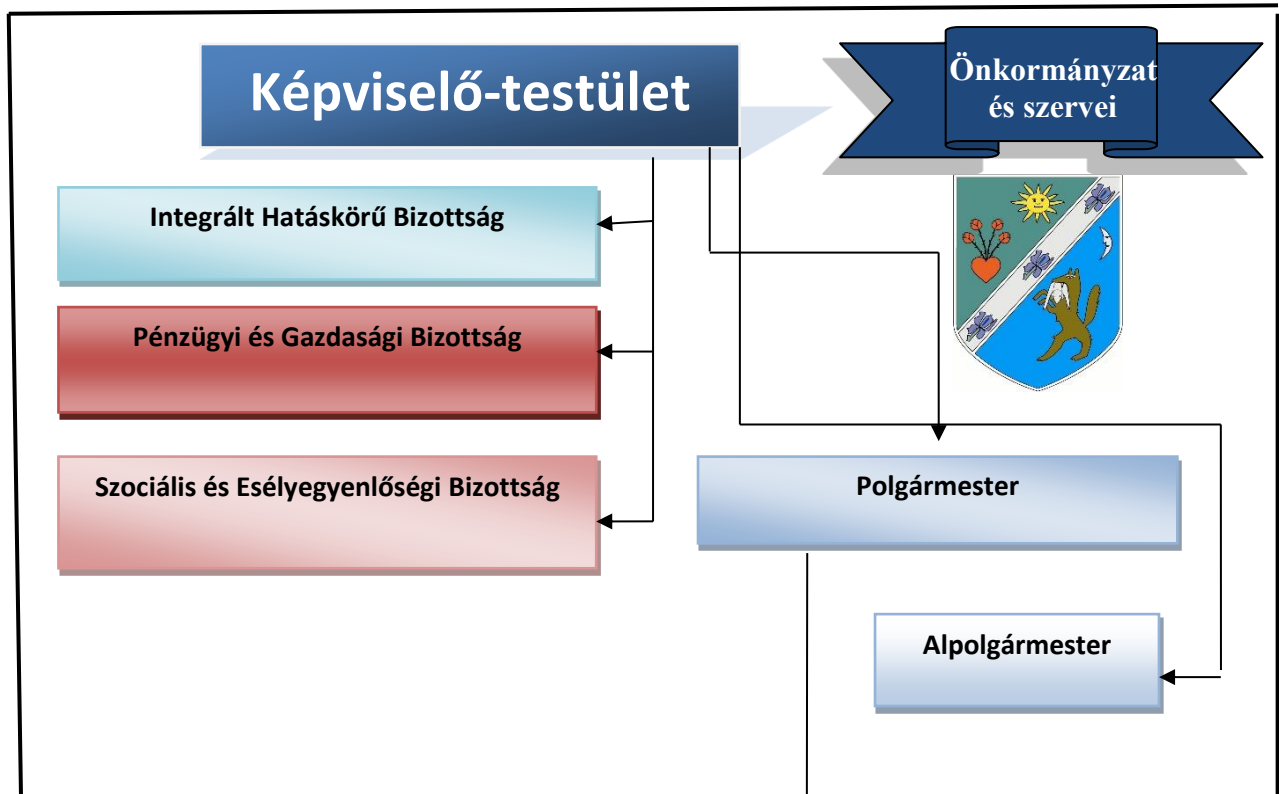 Képviselő-testület
Önkormányzat
és szervei
Integrált Hatáskörű Bizottság
Pénzügyi és Gazdasági Bizottság
Szociális és Esélyegyenlőségi Bizottság
Polgármester
Alpolgármester